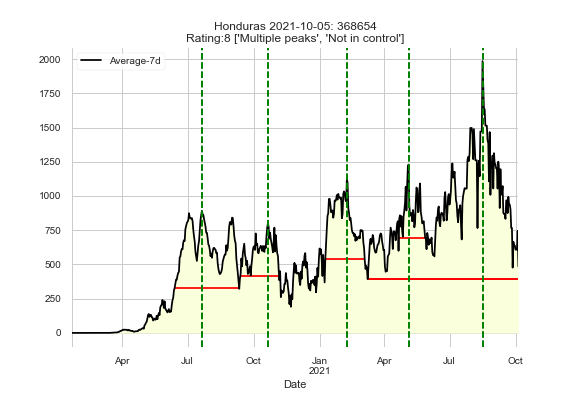 Honduras 2021-10-05: 368654
Rating:8 ['Multiple peaks', 'Not in control']
Average-7d
2000
1750
1500
1250
1000
750
500
250
0
Apr
Jul
Oct
Jan
2021
Apr
Jul
Oct
Date